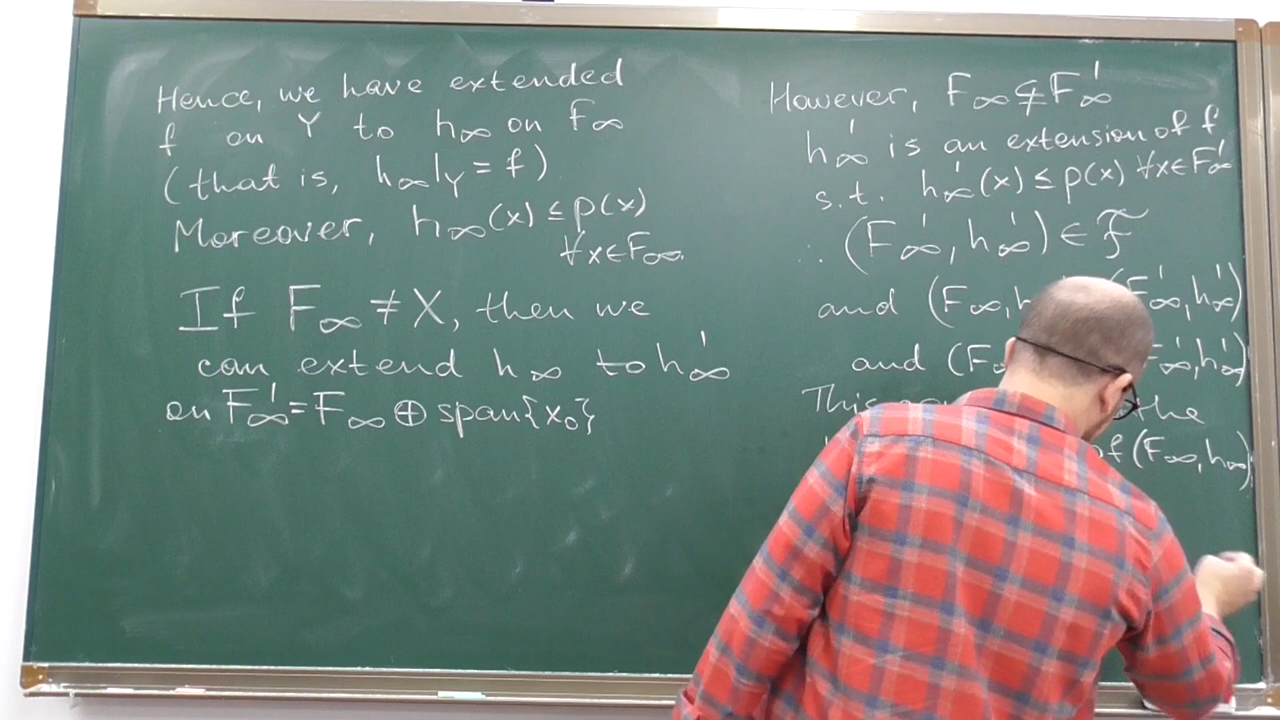 Hence, we have extended
f on Y to h∞ on F∞
(that is, h∞|Y = f)
Moreover, h∞(x) ≤ p(x)
∀x∈F∞.
If F∞ ≠ X, then we
can extend h∞ to h∞'
on F∞' = F∞ ⊕ span{x₀}
However, F∞ ⊊ F∞'
h∞' is an extension of f
s.t. h∞'(x) ≤ p(x) ∀x∈F∞'
∴ (F∞', h∞') ∈ F
and (F∞, h F∞', h∞')
and (F∞ F∞', h∞')
This the
of (F∞, h∞)